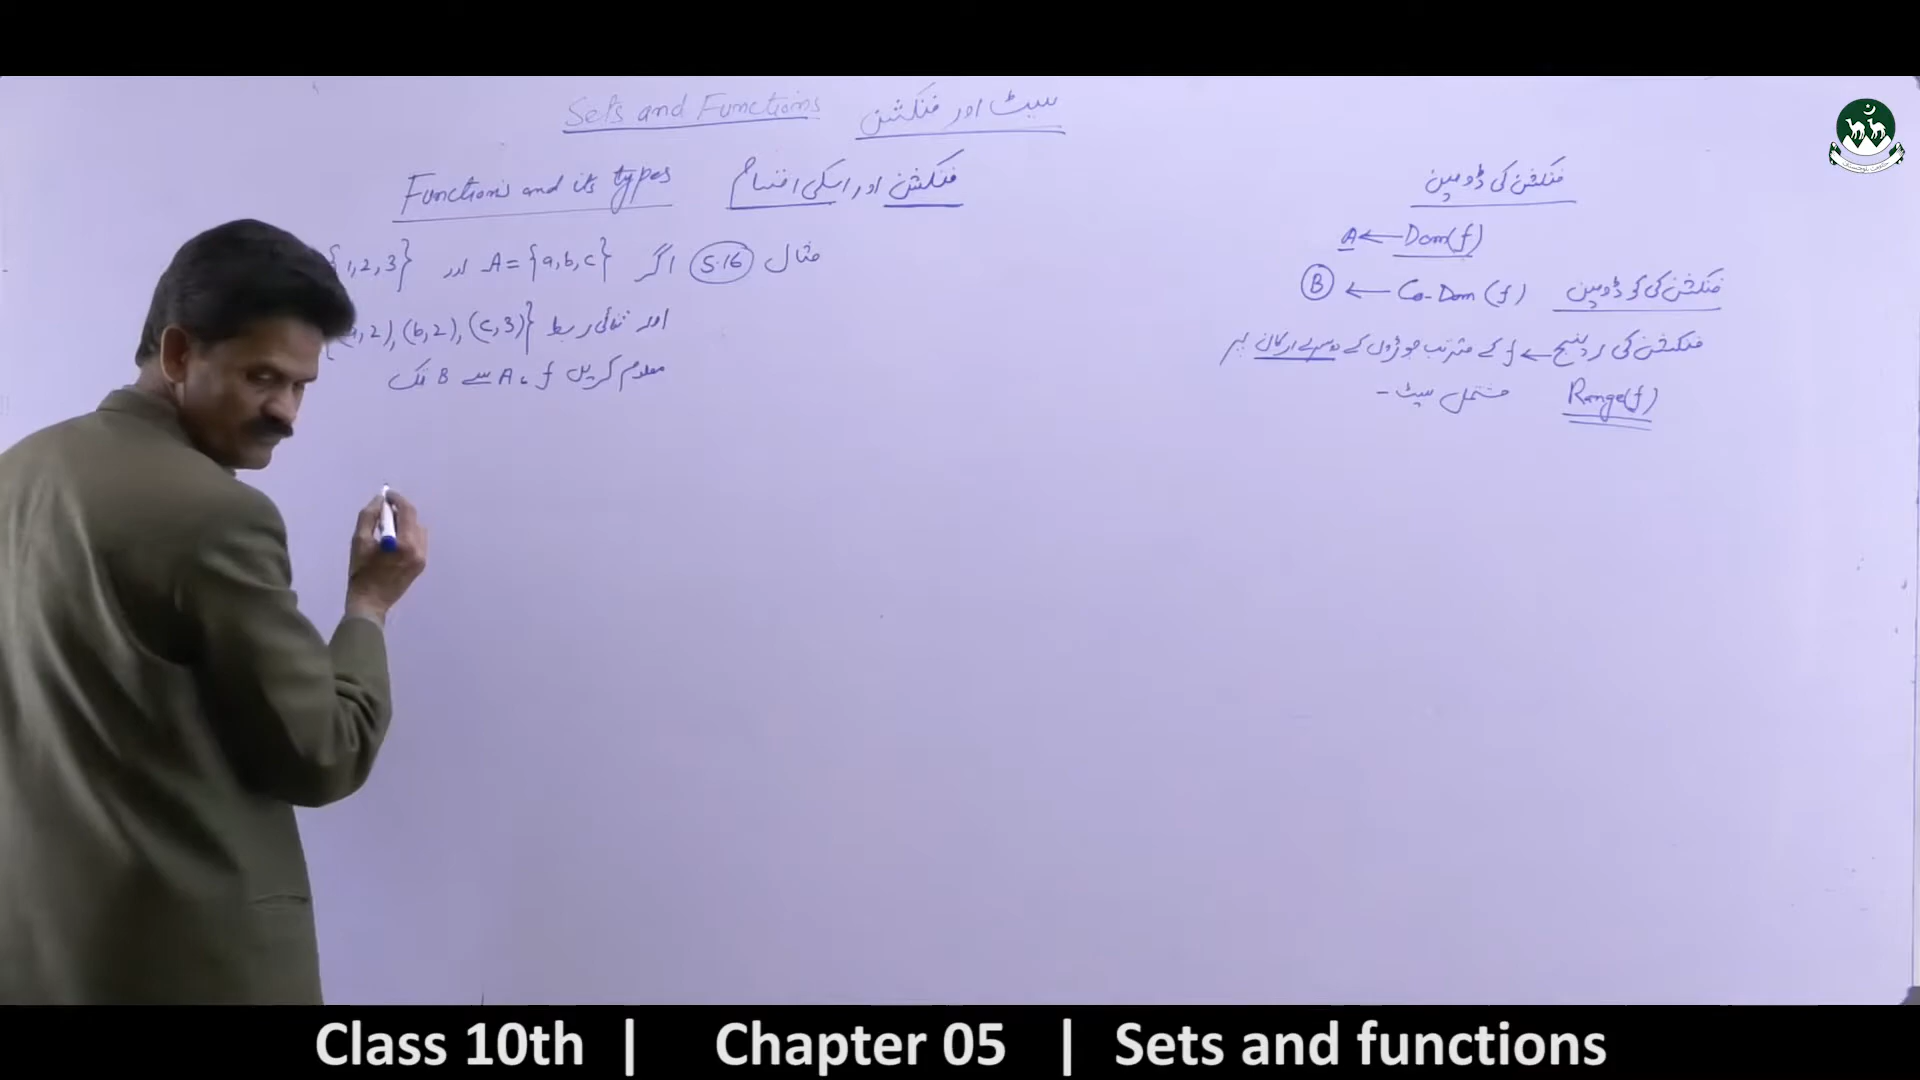 Sets and Functions سیٹ اور فنکشن
Functions and its types فنکشن اور اسکی اقسام
مثال 5.16 اگر A = {a, b, c} اور {1, 2, 3}
اور ثنائی ربط , 2), (b, 2), (c, 3)}
معلوم کریں f ، A سے B تک
فنکشن کی ڈومین
A ← Dom(f)
فنکشن کی کو ڈومین B ← Co-Dom (f)
فنکشن کی رینج ← f کے مترتب جوڑوں کے دوسرے ارکان پر
Range(f) مشتمل سیٹ -
Class 10th | Chapter 05 | Sets and functions